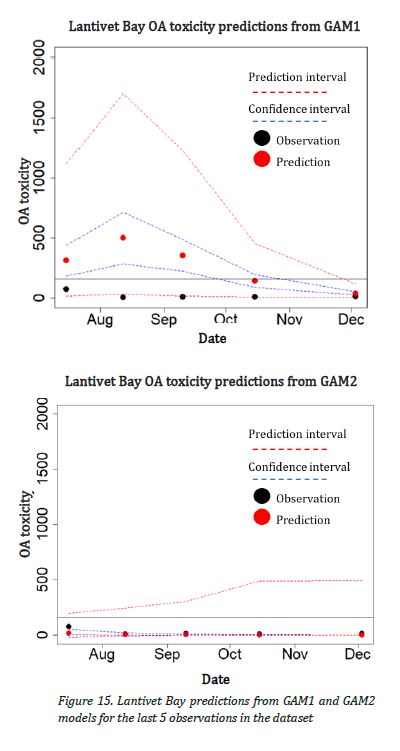 Lantivet Bay OA toxicity predictions from GAM1
2000
1500
1000
500
0
OA toxicity
Prediction interval
Confidence interval
Observation
Prediction
Aug Sep Oct Nov Dec
Date
Lantivet Bay OA toxicity predictions from GAM2
2000
1500
1000
500
0
OA toxicity
Prediction interval
Confidence interval
Observation
Prediction
Aug Sep Oct Nov Dec
Date
Figure 15. Lantivet Bay predictions from GAM1 and GAM2
models for the last 5 observations in the dataset